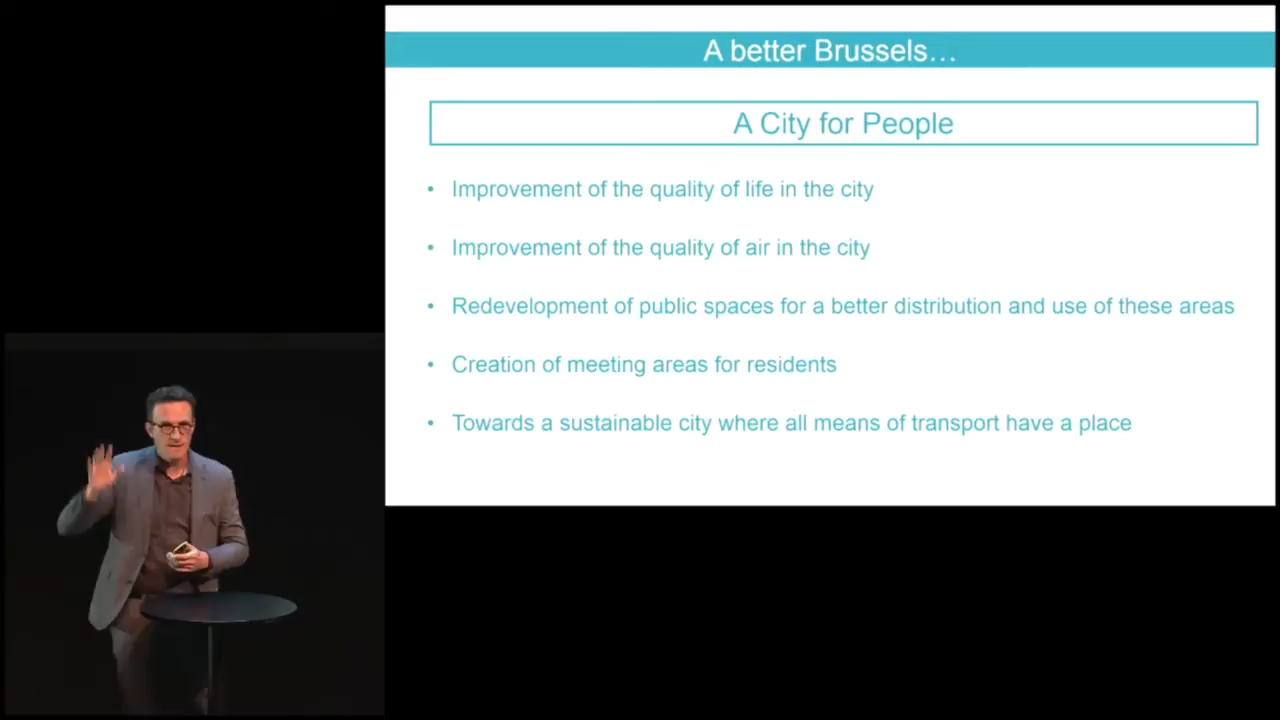 A better Brussels…
A City for People
• Improvement of the quality of life in the city
• Improvement of the quality of air in the city
• Redevelopment of public spaces for a better distribution and use of these areas
• Creation of meeting areas for residents
• Towards a sustainable city where all means of transport have a place